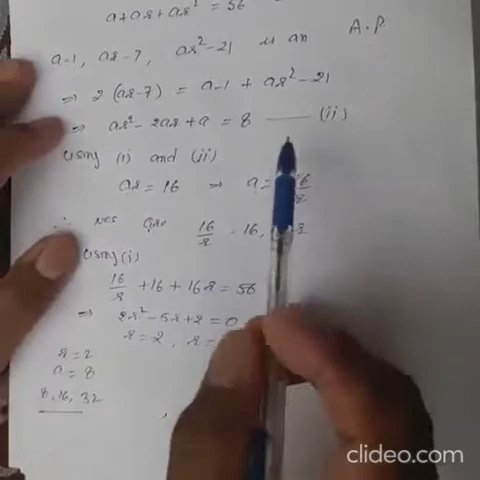 a+ar+ar² = 56
a-1, ar-7, ar²-21 is an A.P
⇒ 2(ar-7) = a-1 + ar²-21
⇒ ar²-2ar+a = 8 —— (ii)
Using (i) and (ii)
ar = 16 ⇒ a = 16/r
∴ nos are 16/r, 16,
Using (i)
16/r + 16 + 16r = 56
⇒ 2r²-5r+2 = 0
r = 2, r =
r = 2
a = 8
8, 16, 32
clideo.com